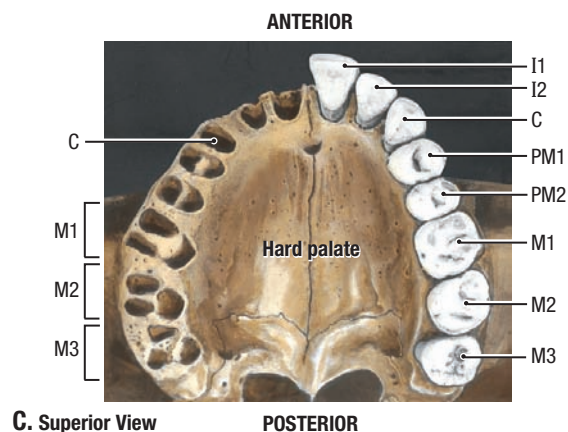 ANTERIOR
I1
I2
C
C
PM1
PM2
M1
M1
Hard palate
M2
M2
M3
M3
C. Superior View
POSTERIOR